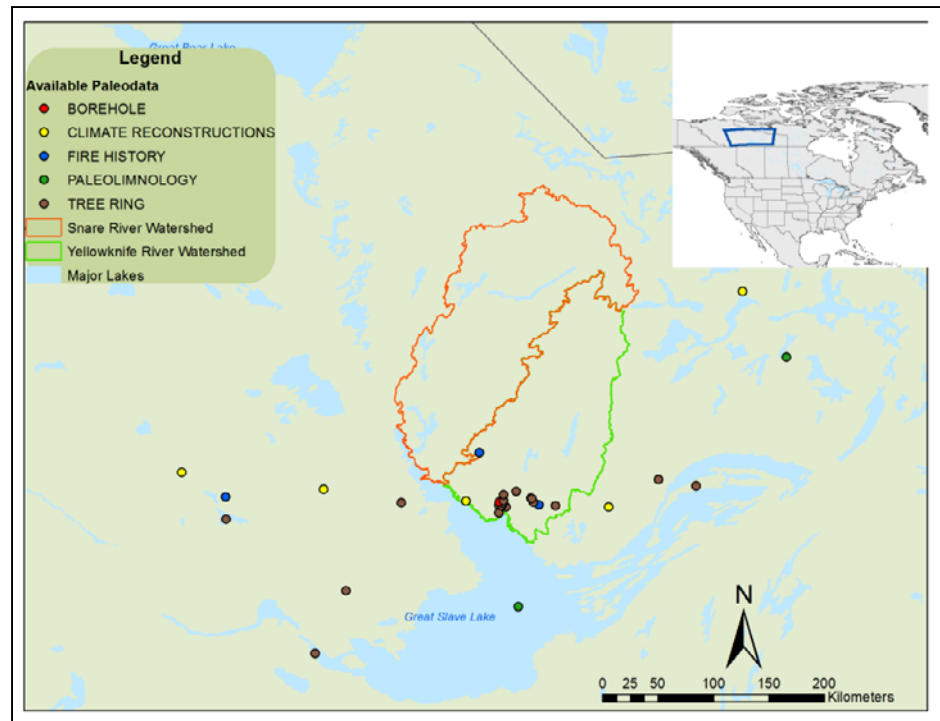 Great Bear Lake
Legend
Available Paleodata
BOREHOLE
CLIMATE RECONSTRUCTIONS
FIRE HISTORY
PALEOLIMNOLOGY
TREE RING
Snare River Watershed
Yellowknife River Watershed
Major Lakes
Great Slave Lake
N
0 25 50 100 150 200
Kilometers